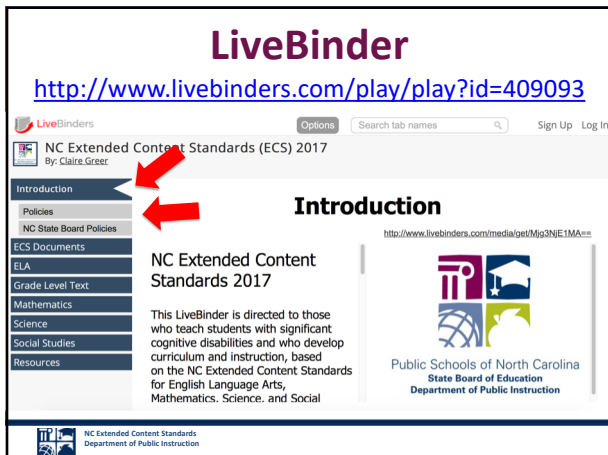 LiveBinder
http://www.livebinders.com/play/play?id=409093
LiveBinders
Options
Search tab names
Sign Up Log In
NC Extended Content Standards (ECS) 2017
By: Claire Greer
Introduction
Policies
NC State Board Policies
ECS Documents
ELA
Grade Level Text
Mathematics
Science
Social Studies
Resources
Introduction
http://www.livebinders.com/media/get/Mjg3NjE1MA==
NC Extended Content
Standards 2017
This LiveBinder is directed to those
who teach students with significant
cognitive disabilities and who develop
curriculum and instruction, based
on the NC Extended Content Standards
for English Language Arts,
Mathematics, Science, and Social
Public Schools of North Carolina
State Board of Education
Department of Public Instruction
NC Extended Content Standards
Department of Public Instruction